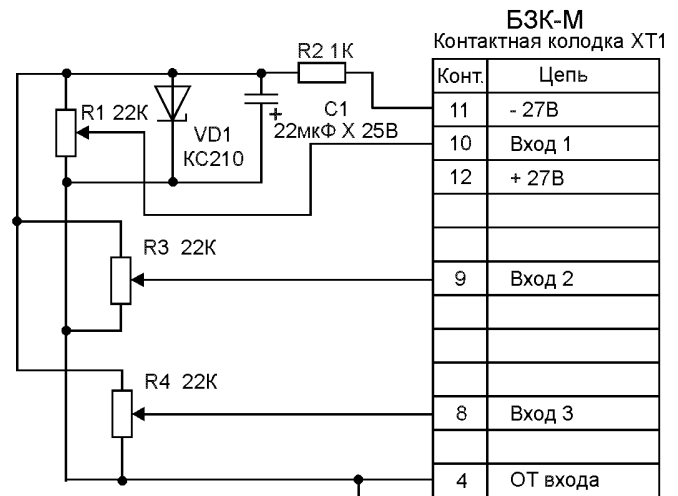 БЗК-М
Контактная колодка XT1
R2 1К
Конт. Цепь
R1 22К
C1
22мкФ X 25В
+
VD1
КС210
11 - 27В
10 Вход 1
12 + 27В
R3 22К
9 Вход 2
R4 22К
8 Вход 3
4 ОТ входа